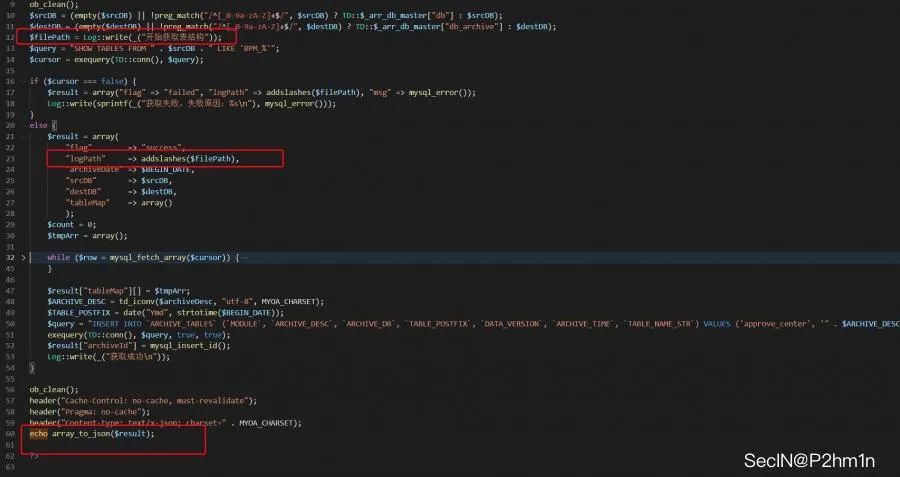 9 ob_clean();
10 $srcDB = (empty($srcDB) || !preg_match("/^[_0-9a-zA-Z]+$/", $srcDB) ? TD::$_arr_db_master["db"] : $srcDB);
11 $destDB = (empty($destDB) || !preg_match("/^[_0-9a-zA-Z]+$/", $destDB) ? TD::$_arr_db_master["db_archive"] : $destDB);
12 $filePath = Log::write(_("开始获取表结构"));
13 $query = "SHOW TABLES FROM " . $srcDB . " LIKE 'BPM_%'";
14 $cursor = exequery(TD::conn(), $query);
15
16 if ($cursor === false) {
17 $result = array("flag" => "failed", "logPath" => addslashes($filePath), "msg" => mysql_error());
18 Log::write(sprintf(_("获取失败，失败原因：%s\n"), mysql_error()));
19 }
20 else {
21 $result = array(
22 "flag" => "success",
23 "logPath" => addslashes($filePath),
24 "archiveDate" => $BEGIN_DATE,
25 "srcDB" => $srcDB,
26 "destDB" => $destDB,
27 "tableMap" => array()
28 );
29 $count = 0;
30 $tmpArr = array();
31
32 while ($row = mysql_fetch_array($cursor)) {
45 }
46
47 $result["tableMap"][] = $tmpArr;
48 $ARCHIVE_DESC = td_iconv($archiveDesc, "utf-8", MYOA_CHARSET);
49 $TABLE_POSTFIX = date("Ymd", strtotime($BEGIN_DATE));
50 $query = "INSERT INTO `ARCHIVE_TABLES` (`MODULE`, `ARCHIVE_DESC`, `ARCHIVE_DB`, `TABLE_POSTFIX`, `DATA_VERSION`, `ARCHIVE_TIME`, `TABLE_NAME_STR`) VALUES ('approve_center', '" . $ARCHIVE_DESC
51 exequery(TD::conn(), $query, true, true);
52 $result["archiveId"] = mysql_insert_id();
53 Log::write(_("获取成功\n"));
54 }
55
56 ob_clean();
57 header("Cache-Control: no-cache, must-revalidate");
58 header("Pragma: no-cache");
59 header("Content-type: text/x-json; charset=" . MYOA_CHARSET);
60 echo array_to_json($result);
61
62 ?>
63
SecIN@P2hm1n